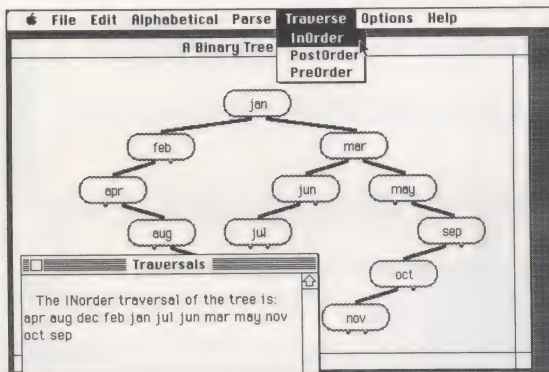 File Edit Alphabetical Parse Traverse Options Help
InOrder
PostOrder
PreOrder
A Binary Tree
jan
feb
mar
apr
jun
may
aug
jul
sep
oct
nov
Traversals
The INorder traversal of the tree is:
apr aug dec feb jan jul jun mar may nov
oct sep